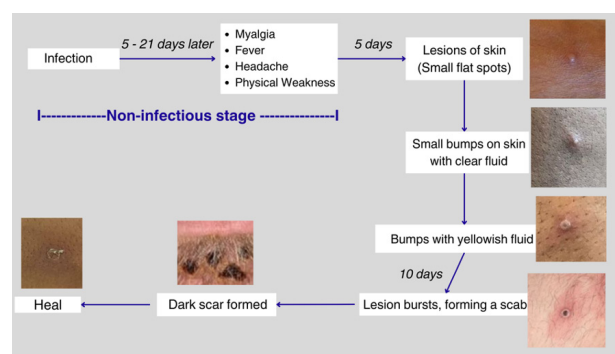 Infection
5 - 21 days later
• Myalgia
• Fever
• Headache
• Physical Weakness
5 days
Lesions of skin
(Small flat spots)
I-------------Non-infectious stage ---------------I
Small bumps on skin
with clear fluid
Bumps with yellowish fluid
10 days
Lesion bursts, forming a scab
Dark scar formed
Heal